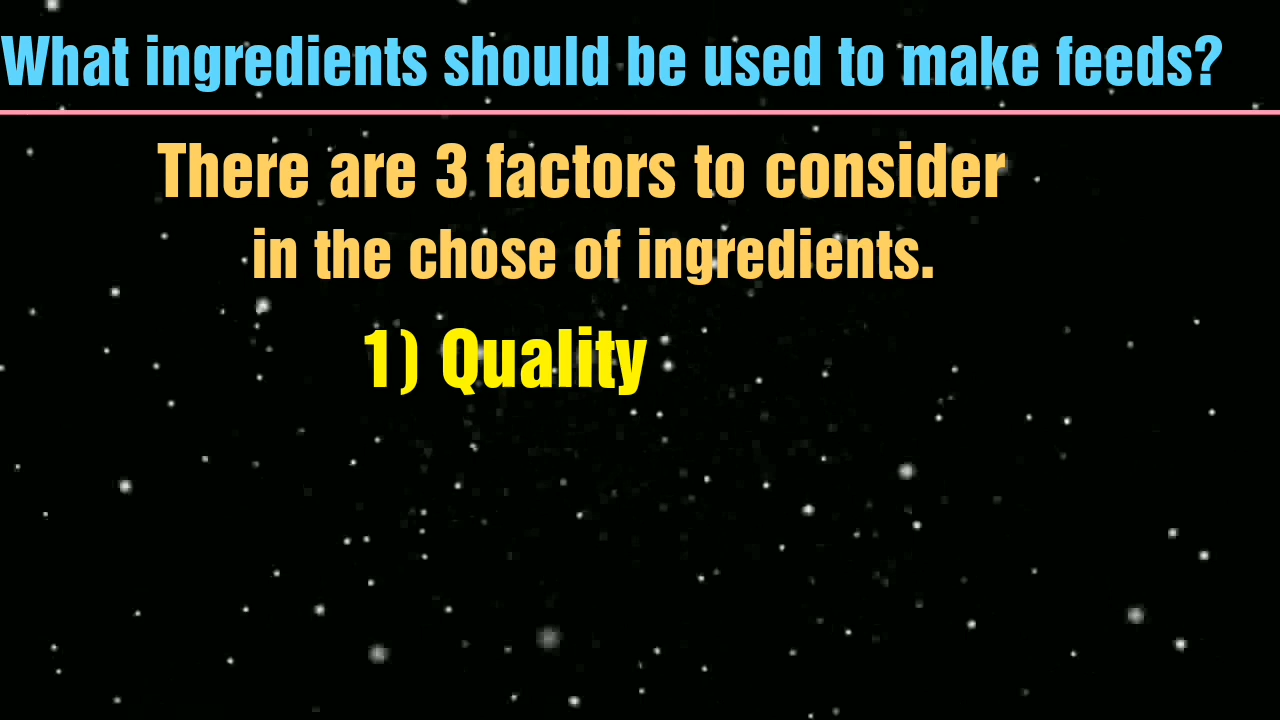 What ingredients should be used to make feeds?
There are 3 factors to consider
in the chose of ingredients.
1) Quality